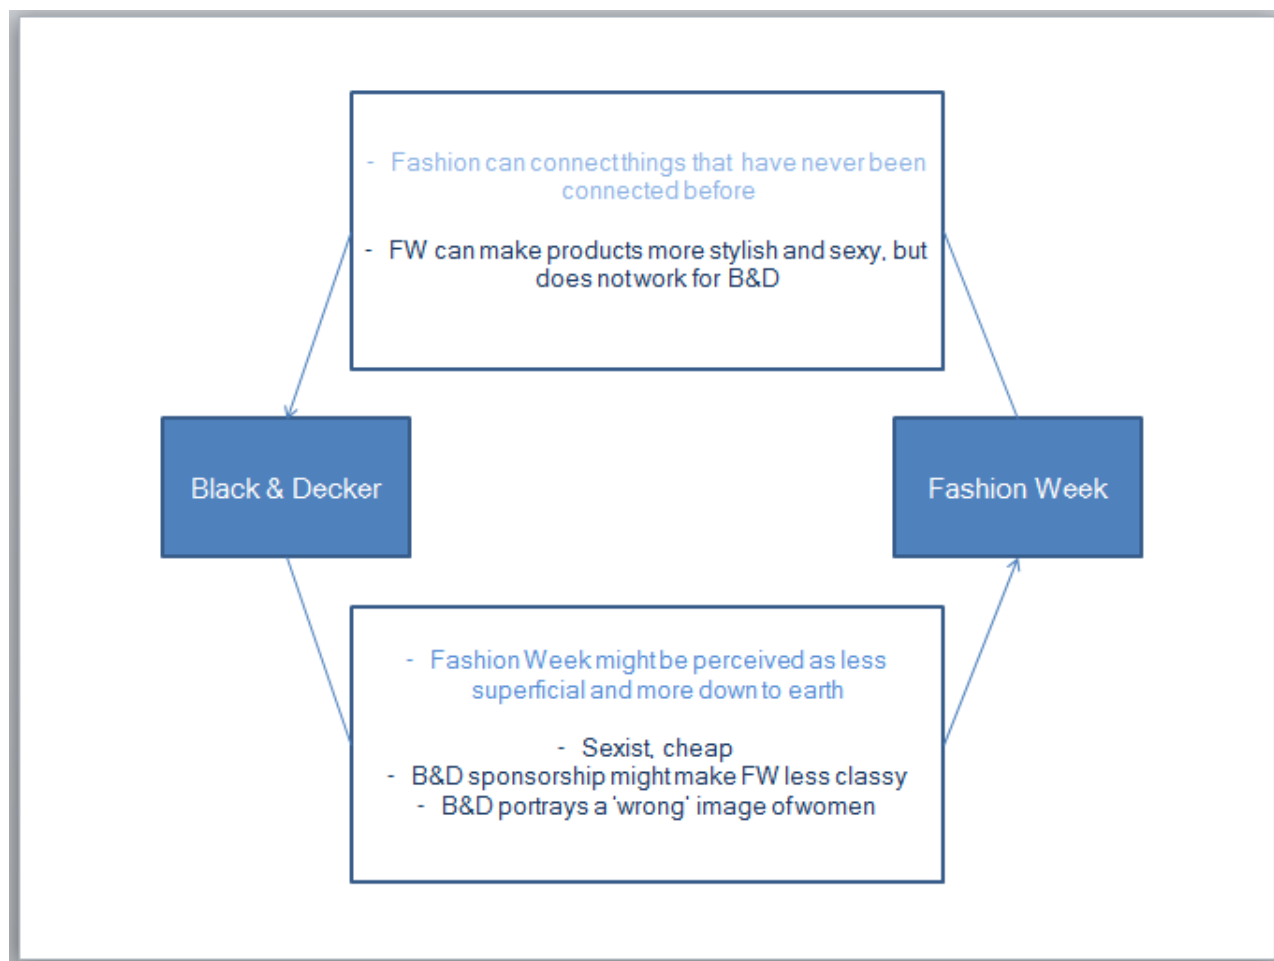 - Fashion can connect things that have never been
connected before
- FW can make products more stylish and sexy, but
does not work for B&D
Black & Decker
Fashion Week
- Fashion Week might be perceived as less
superficial and more down to earth
- Sexist, cheap
- B&D sponsorship might make FW less classy
- B&D portrays a 'wrong' image of women